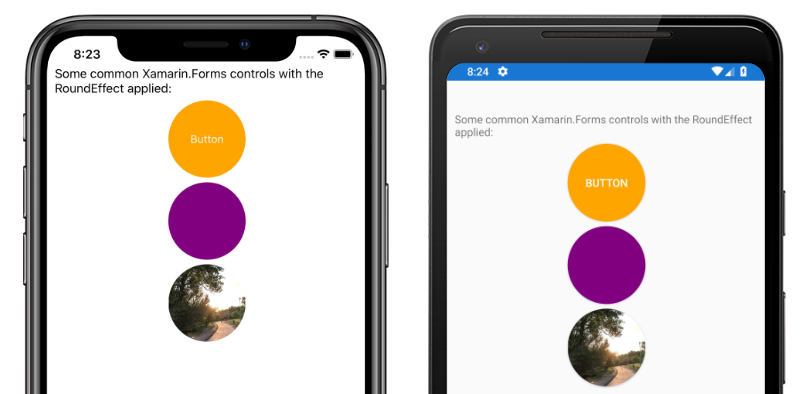 8:23
Some common Xamarin.Forms controls with the
RoundEffect applied:
Button
8:24
Some common Xamarin.Forms controls with the RoundEffect
applied:
BUTTON